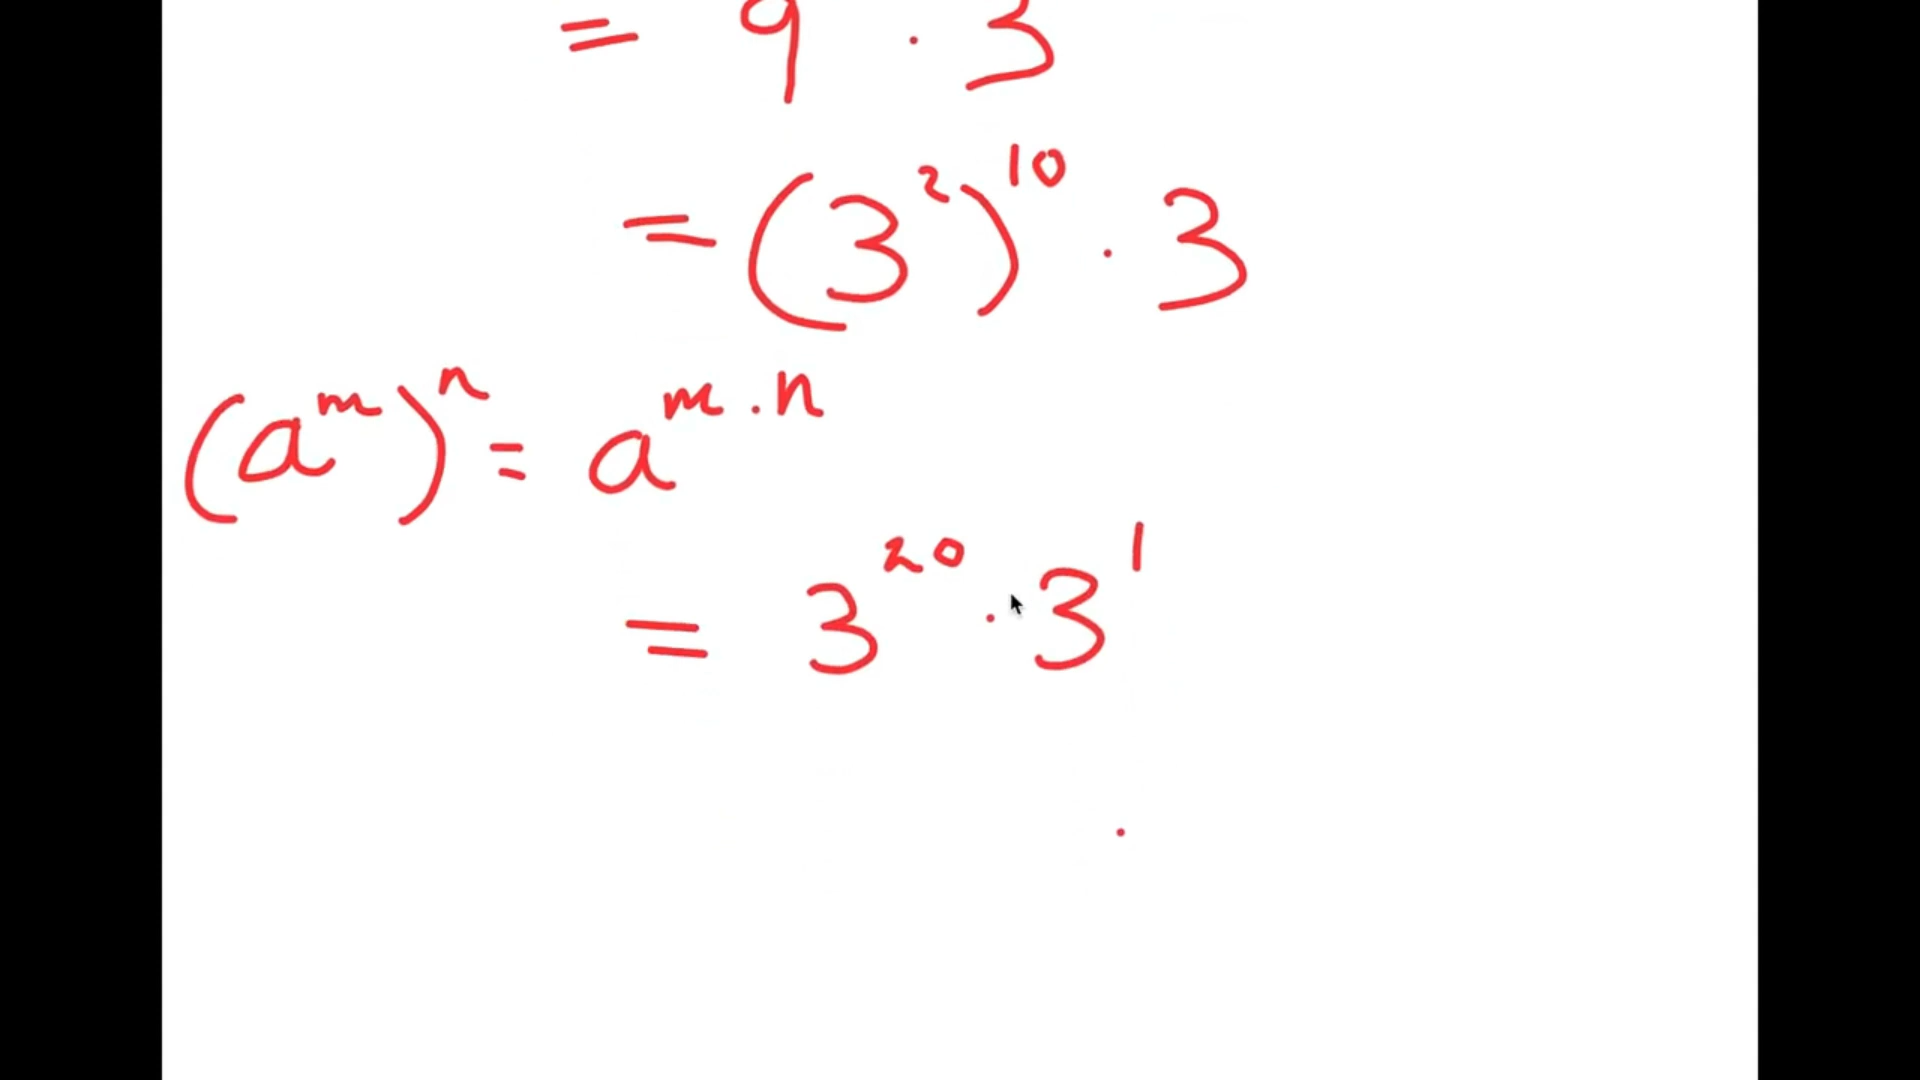 = 9 · 3
= (3²)¹⁰ · 3
(aᵐ)ⁿ = aᵐ·ⁿ
= 3²⁰ · 3¹